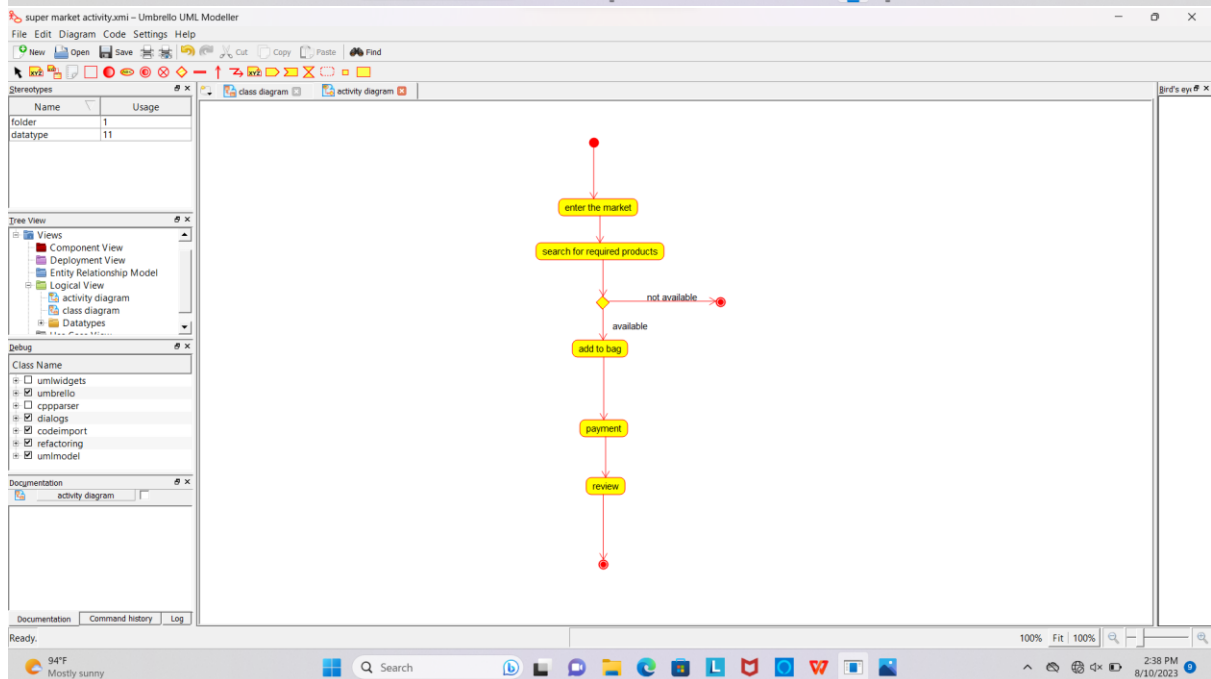 super market activity.xmi – Umbrello UML Modeller
File Edit Diagram Code Settings Help
New Open Save Cut Copy Paste Find
Stereotypes
class diagram activity diagram
Bird's eye
Name Usage
folder 1
datatype 11
enter the market
search for required products
not available
available
add to bag
payment
review
Tree View
Views
Component View
Deployment View
Entity Relationship Model
Logical View
activity diagram
class diagram
Datatypes
Debug
Class Name
umlwidgets
umbrello
cppparser
dialogs
codeimport
refactoring
umlmodel
Documentation
activity diagram
Documentation Command history Log
Ready.
100% Fit 100%
94°F
Mostly sunny
Search
2:38 PM
8/10/2023
9